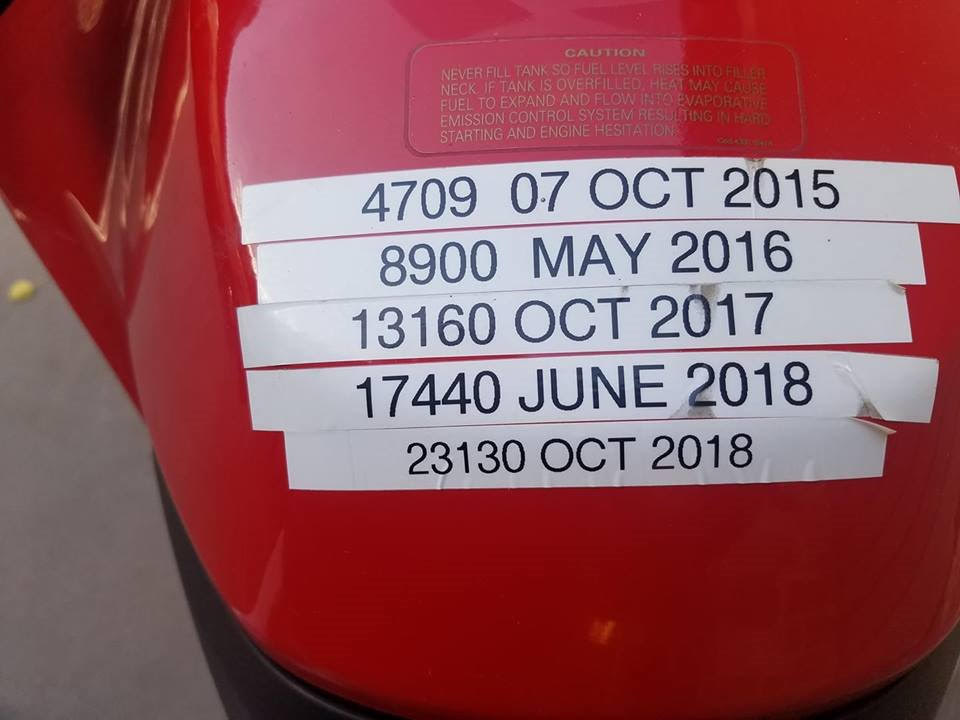 CAUTION
NEVER FILL TANK SO FUEL LEVEL RISES INTO FILLER
NECK. IF TANK IS OVERFILLED, HEAT MAY CAUSE
FUEL TO EXPAND AND FLOW INTO EVAPORATIVE
EMISSION CONTROL SYSTEM RESULTING IN HARD
STARTING AND ENGINE HESITATION.
4709 07 OCT 2015
8900 MAY 2016
13160 OCT 2017
17440 JUNE 2018
23130 OCT 2018